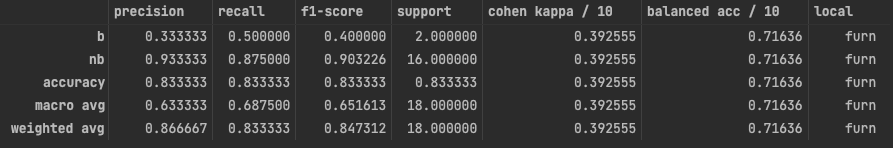 precision recall f1-score support cohen kappa / 10 balanced acc / 10 local
b 0.333333 0.500000 0.400000 2.000000 0.392555 0.71636 furn
nb 0.933333 0.875000 0.903226 16.000000 0.392555 0.71636 furn
accuracy 0.833333 0.833333 0.833333 0.833333 0.392555 0.71636 furn
macro avg 0.633333 0.687500 0.651613 18.000000 0.392555 0.71636 furn
weighted avg 0.866667 0.833333 0.847312 18.000000 0.392555 0.71636 furn